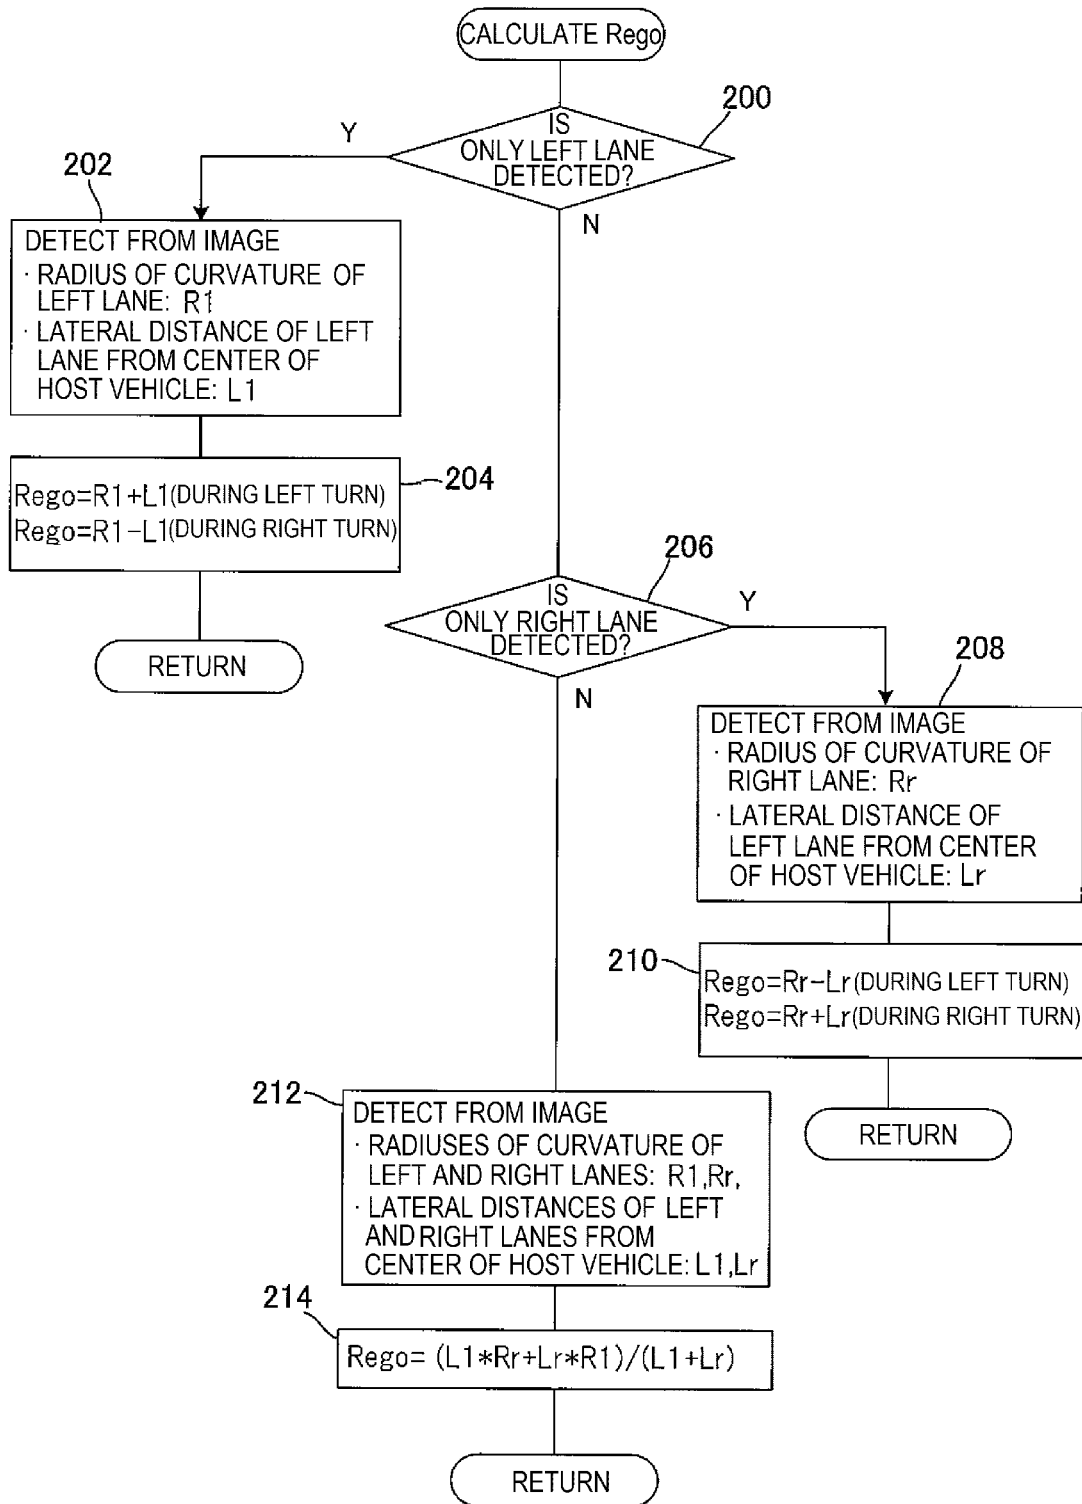 CALCULATE Rego
200
IS
ONLY LEFT LANE
DETECTED?
Y
N
202
DETECT FROM IMAGE
· RADIUS OF CURVATURE OF
LEFT LANE: R1
· LATERAL DISTANCE OF LEFT
LANE FROM CENTER OF
HOST VEHICLE: L1
204
Rego=R1+L1(DURING LEFT TURN)
Rego=R1-L1(DURING RIGHT TURN)
RETURN
206
IS
ONLY RIGHT LANE
DETECTED?
Y
N
208
DETECT FROM IMAGE
· RADIUS OF CURVATURE OF
RIGHT LANE: Rr
· LATERAL DISTANCE OF
LEFT LANE FROM CENTER
OF HOST VEHICLE: Lr
210
Rego=Rr-Lr(DURING LEFT TURN)
Rego=Rr+Lr(DURING RIGHT TURN)
RETURN
212
DETECT FROM IMAGE
· RADIUSES OF CURVATURE OF
LEFT AND RIGHT LANES: R1,Rr,
· LATERAL DISTANCES OF LEFT
AND RIGHT LANES FROM
CENTER OF HOST VEHICLE: L1,Lr
214
Rego= (L1*Rr+Lr*R1)/(L1+Lr)
RETURN